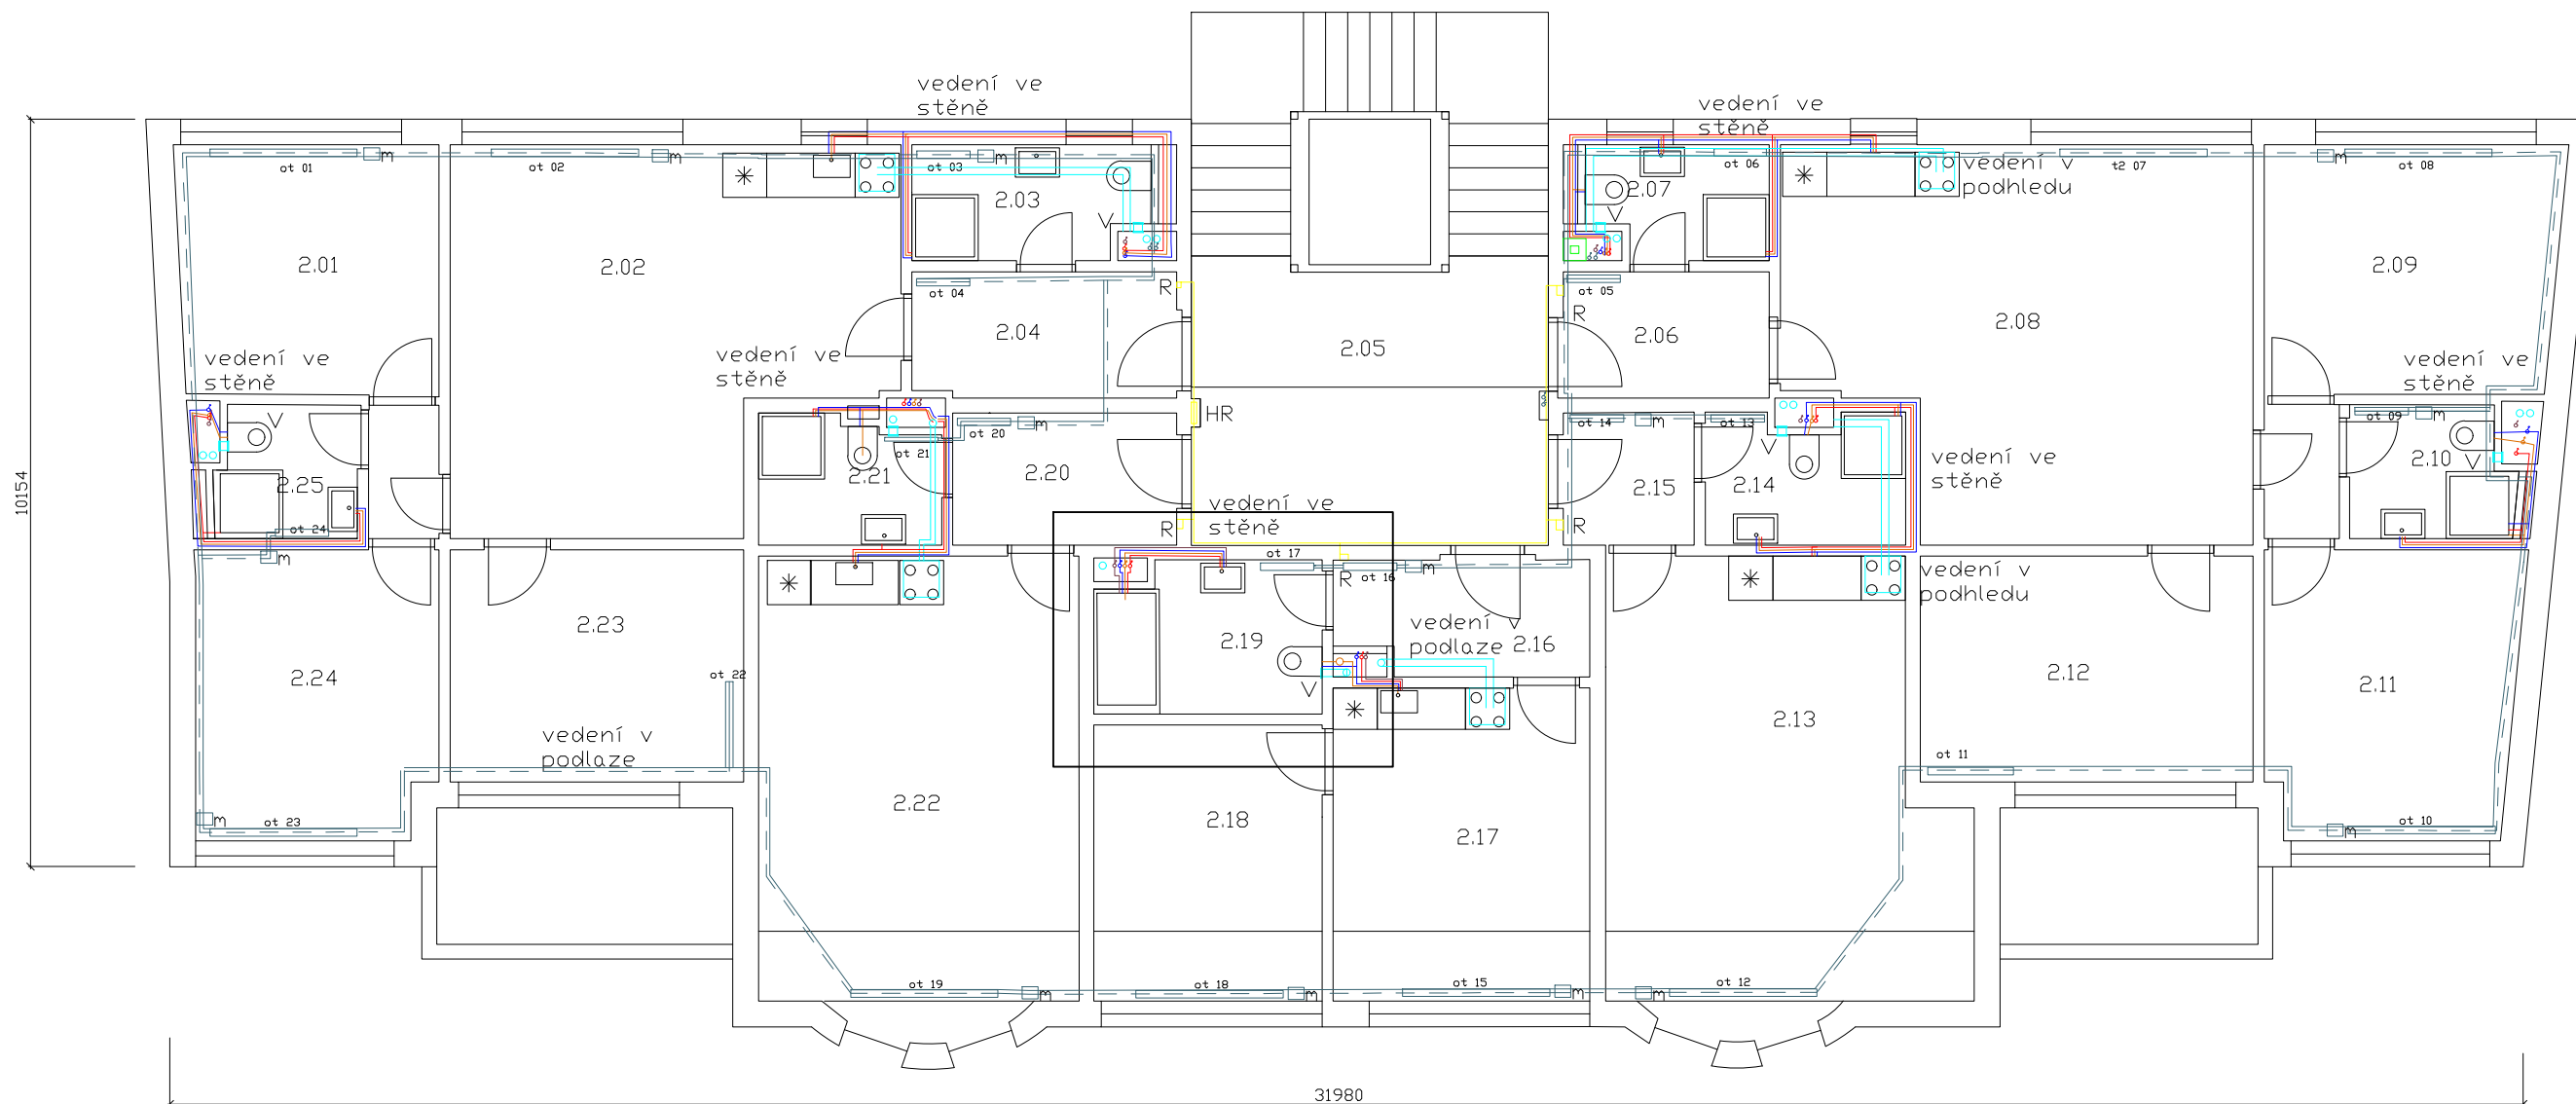 vedení ve
stěně
vedení ve
stěně
ot 01
m
ot 02
m
ot 03
m
ot 06
vedení v
podhledu
t2 07
m
ot 08
2.03
V
2.07
V
2.01
2.02
ot 04
R
ot 05
R
2.09
2.04
2.05
2.06
2.08
vedení ve
stěně
vedení ve
stěně
vedení ve
stěně
HR
V
ot 20
m
ot 14
m
ot 13
ot 09
m
ot 21
2.21
2.20
2.15
2.14
vedení ve
stěně
2.10
V
2.25
10154
ot 24
m
R
vedení ve
stěně
R
ot 17
R
ot 16
m
vedení v
podhledu
2.23
2.19
vedení v
podlaze
2.16
2.24
ot 22
V
2.12
2.11
2.13
vedení v
podlaze
ot 11
2.22
2.18
2.17
ot 23
m
ot 10
m
ot 19
m
ot 18
m
ot 15
m
m
ot 12
31980